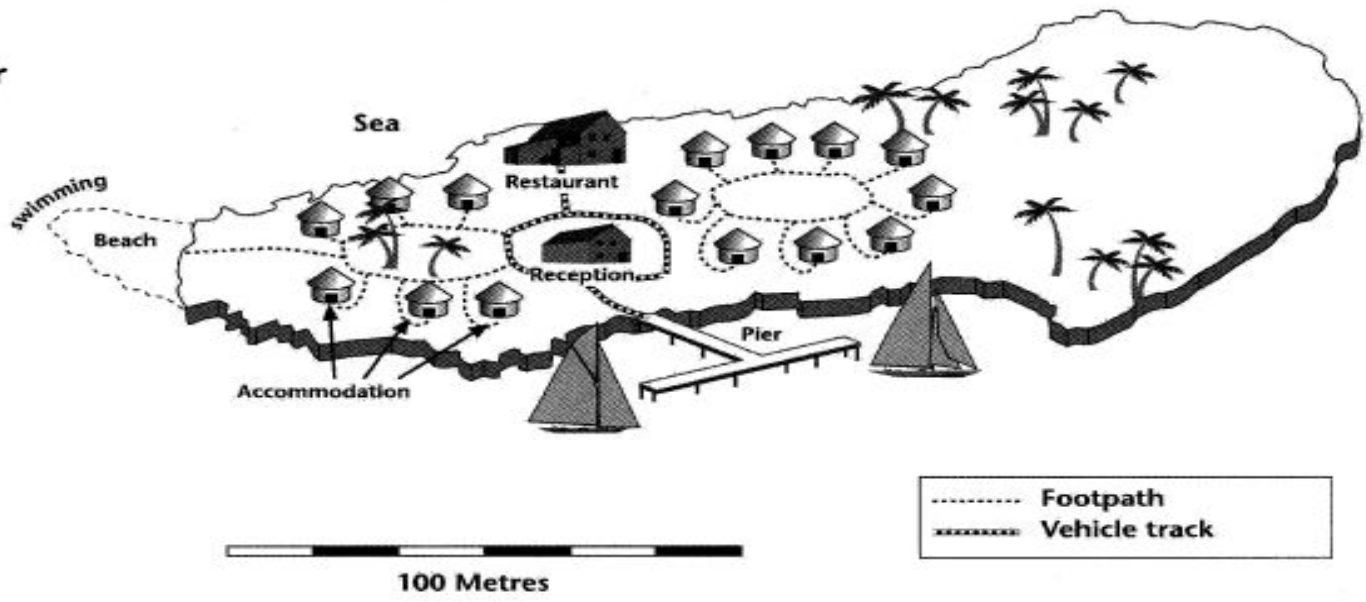 Sea
Restaurant
swimming
Beach
Reception
Pier
Accommodation
Footpath
Vehicle track
100 Metres